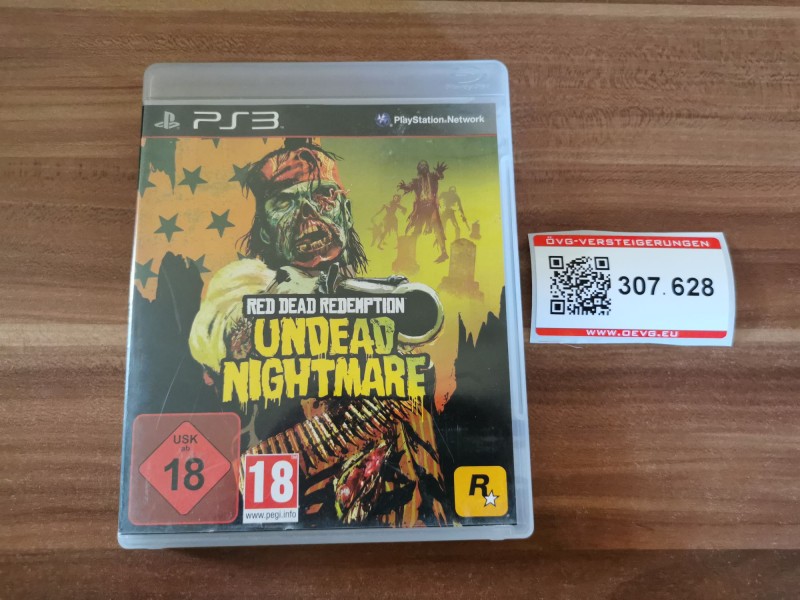 PS3
PlayStation®Network
RED DEAD REDEMPTION
UNDEAD
NIGHTMARE
USK
ab
18
18
www.pegi.info
R
ÖVG-VERSTEIGERUNGEN
307.628
WWW.OEVG.EU